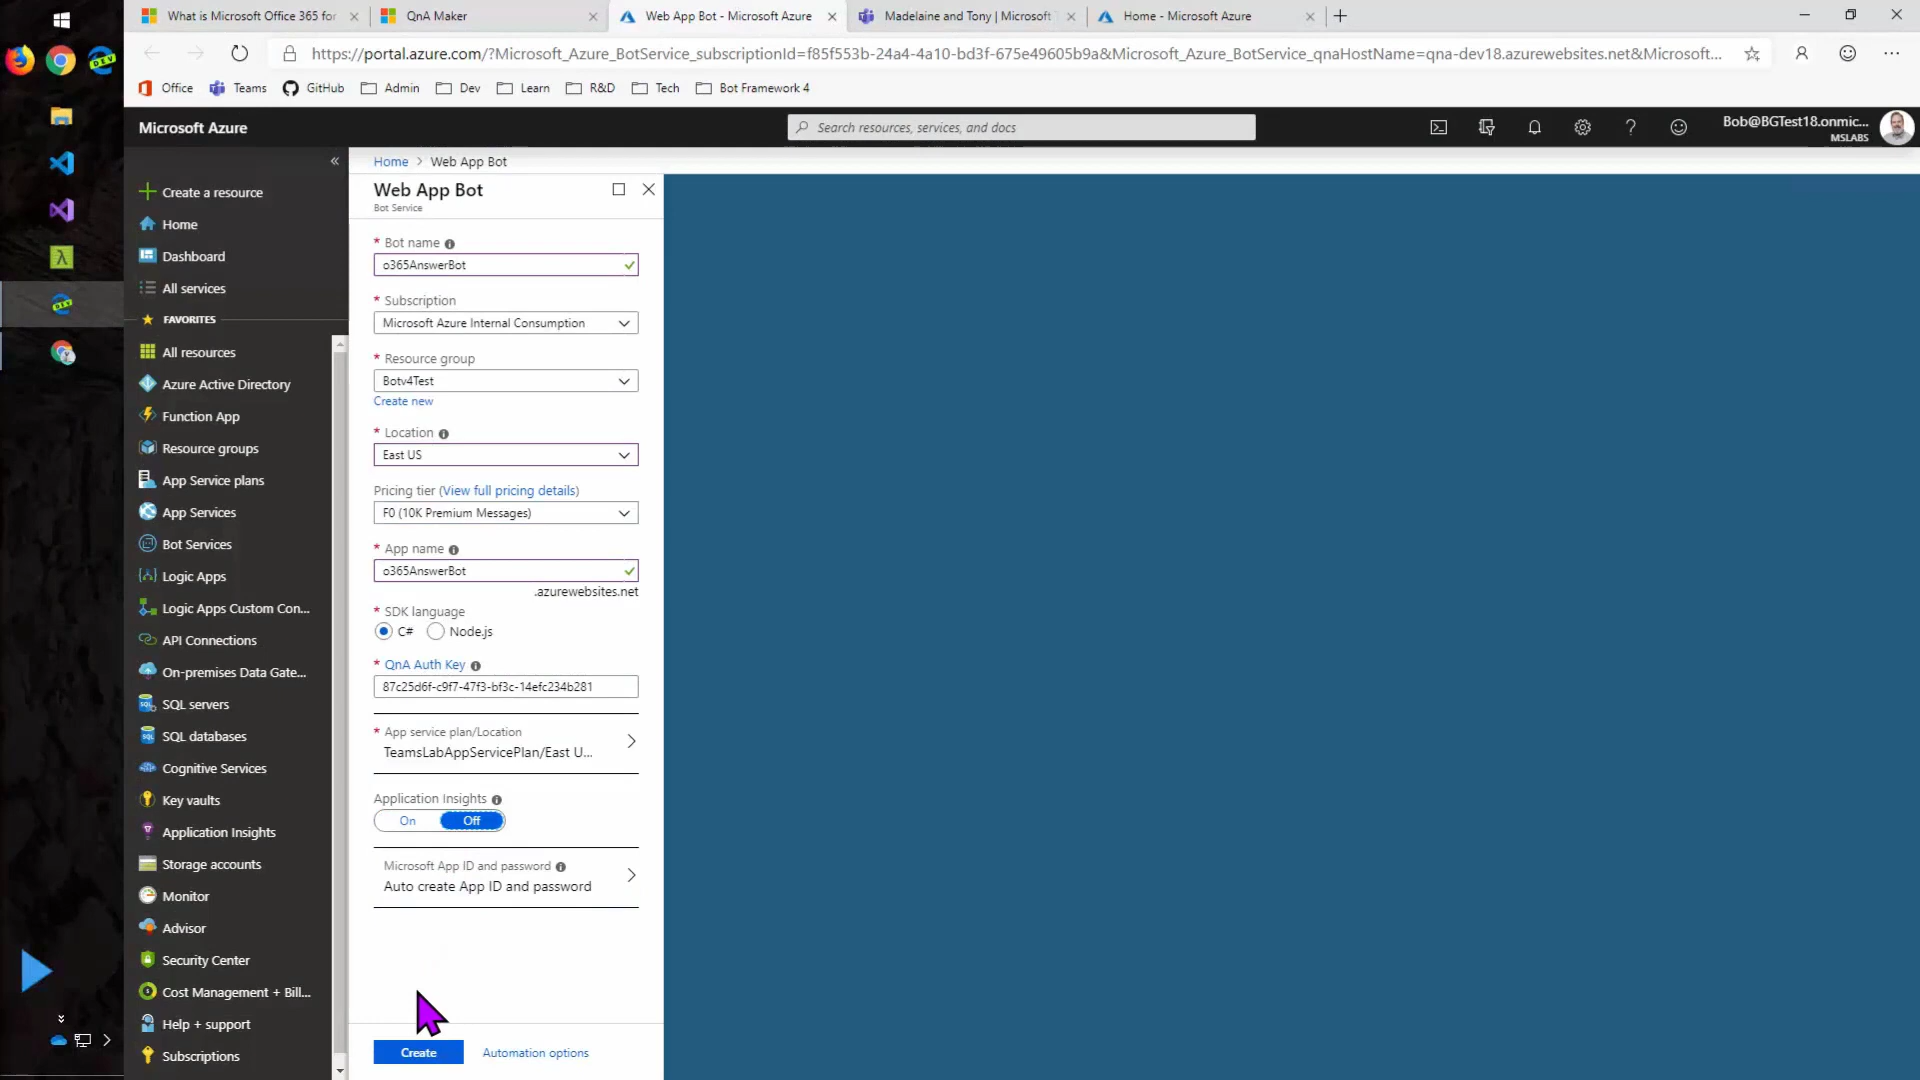 What is Microsoft Office 365 for
QnA Maker
Web App Bot - Microsoft Azure
Madelaine and Tony | Microsoft T
Home - Microsoft Azure
https://portal.azure.com/?Microsoft_Azure_BotService_subscriptionId=f85f553b-24a4-4a10-bd3f-675e49605b9a&Microsoft_Azure_BotService_qnaHostName=qna-dev18.azurewebsites.net&Microsoft...
Office
Teams
GitHub
Admin
Dev
Learn
R&D
Tech
Bot Framework 4
Microsoft Azure
Search resources, services, and docs
Bob@BGTest18.onmic...
MSLABS
Create a resource
Home
Dashboard
All services
FAVORITES
All resources
Azure Active Directory
Function App
Resource groups
App Service plans
App Services
Bot Services
Logic Apps
Logic Apps Custom Con...
API Connections
On-premises Data Gate...
SQL servers
SQL databases
Cognitive Services
Key vaults
Application Insights
Storage accounts
Monitor
Advisor
Security Center
Cost Management + Bill...
Help + support
Subscriptions
Home > Web App Bot
Web App Bot
Bot Service
* Bot name
o365AnswerBot
* Subscription
Microsoft Azure Internal Consumption
* Resource group
Botv4Test
Create new
* Location
East US
Pricing tier (View full pricing details)
F0 (10K Premium Messages)
* App name
o365AnswerBot
.azurewebsites.net
* SDK language
C# Node.js
* QnA Auth Key
87c25d6f-c9f7-47f3-bf3c-14efc234b281
* App service plan/Location
TeamsLabAppServicePlan/East U...
Application Insights
On Off
Microsoft App ID and password
Auto create App ID and password
Create
Automation options